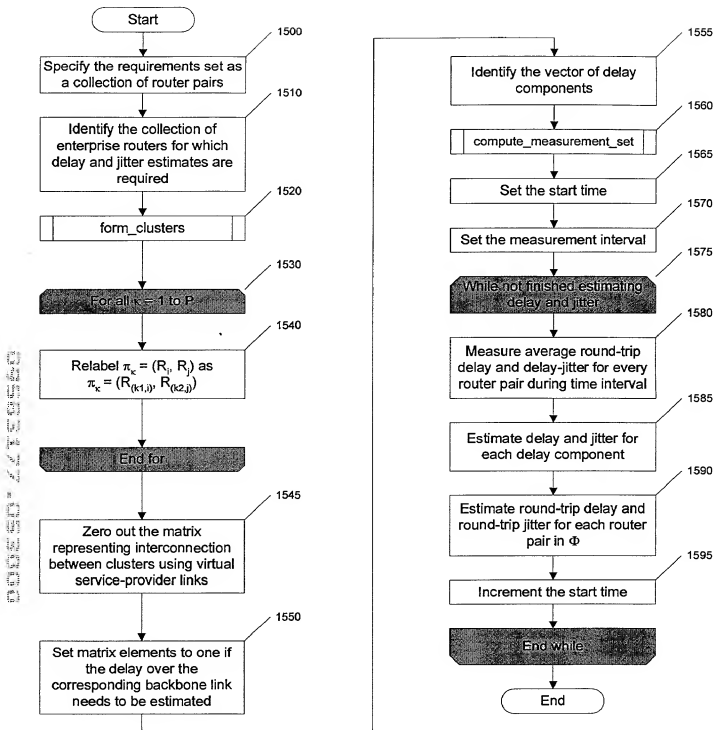 Start
1500
Specify the requirements set as
a collection of router pairs
1510
Identify the collection of
enterprise routers for which
delay and jitter estimates are
required
1520
form_clusters
1530
For all κ = 1 to P
1540
Relabel πκ = (Ri, Rj) as
πκ = (R(k1,i), R(k2,j))
End for
1545
Zero out the matrix
representing interconnection
between clusters using virtual
service-provider links
1550
Set matrix elements to one if
the delay over the
corresponding backbone link
needs to be estimated
1555
Identify the vector of delay
components
1560
compute_measurement_set
1565
Set the start time
1570
Set the measurement interval
1575
While not finished estimating
delay and jitter
1580
Measure average round-trip
delay and delay-jitter for every
router pair during time interval
1585
Estimate delay and jitter for
each delay component
1590
Estimate round-trip delay and
round-trip jitter for each router
pair in Φ
1595
Increment the start time
End while
End